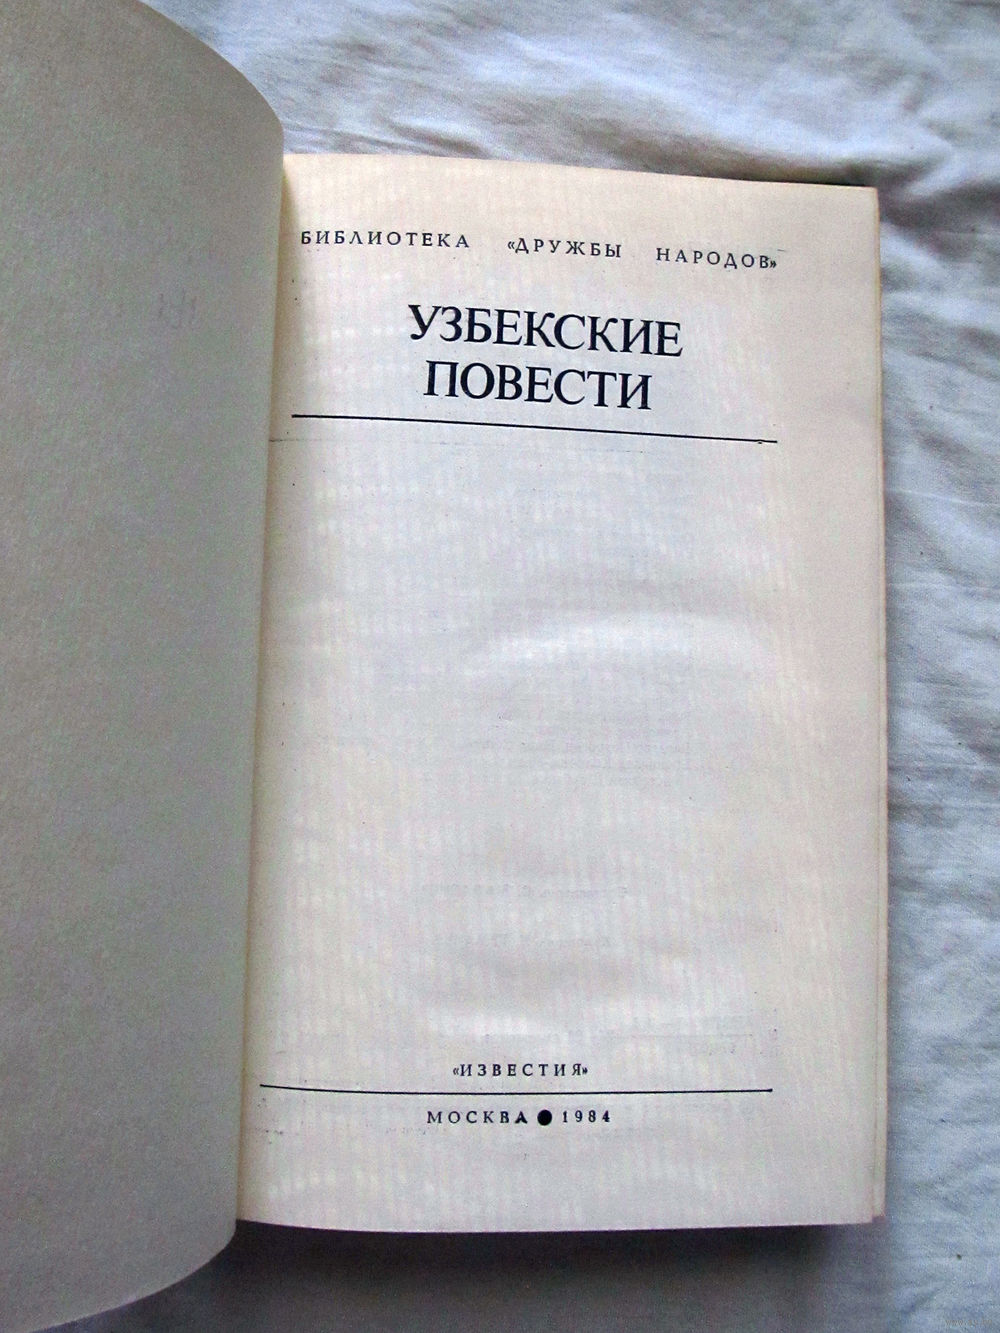 БИБЛИОТЕКА «ДРУЖБЫ НАРОДОВ»
УЗБЕКСКИЕ
ПОВЕСТИ
«ИЗВЕСТИЯ»
МОСКВА ● 1984